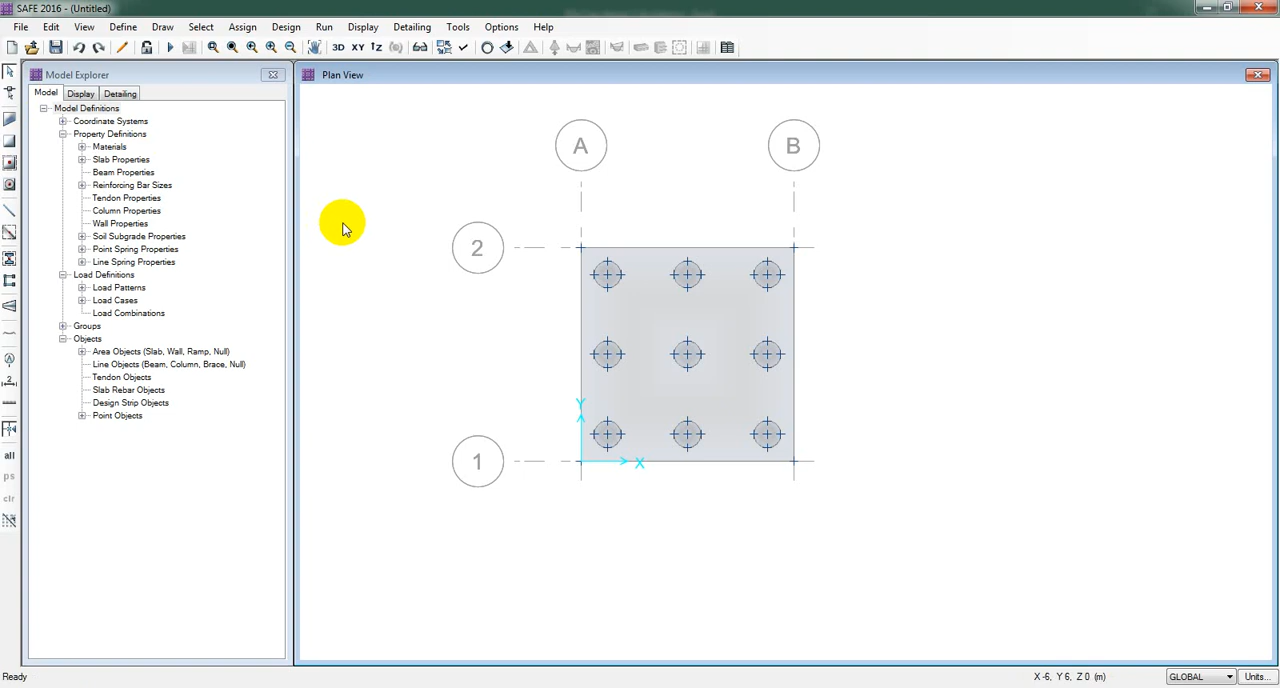 SAFE 2016 - (Untitled)
File Edit View Define Draw Select Assign Design Run Display Detailing Tools Options Help
3D XY
Model Explorer
Plan View
Model Display Detailing
Model Definitions
Coordinate Systems
Property Definitions
Materials
Slab Properties
Beam Properties
Reinforcing Bar Sizes
Tendon Properties
Column Properties
Wall Properties
Soil Subgrade Properties
Point Spring Properties
Line Spring Properties
Load Definitions
Load Patterns
Load Cases
Load Combinations
Groups
Objects
Area Objects (Slab, Wall, Ramp, Null)
Line Objects (Beam, Column, Brace, Null)
Tendon Objects
Slab Rebar Objects
Design Strip Objects
Point Objects
all
ps
clr
A B
2
Y
1
X
Ready
X -6, Y 6, Z 0 (m)
GLOBAL
Units...